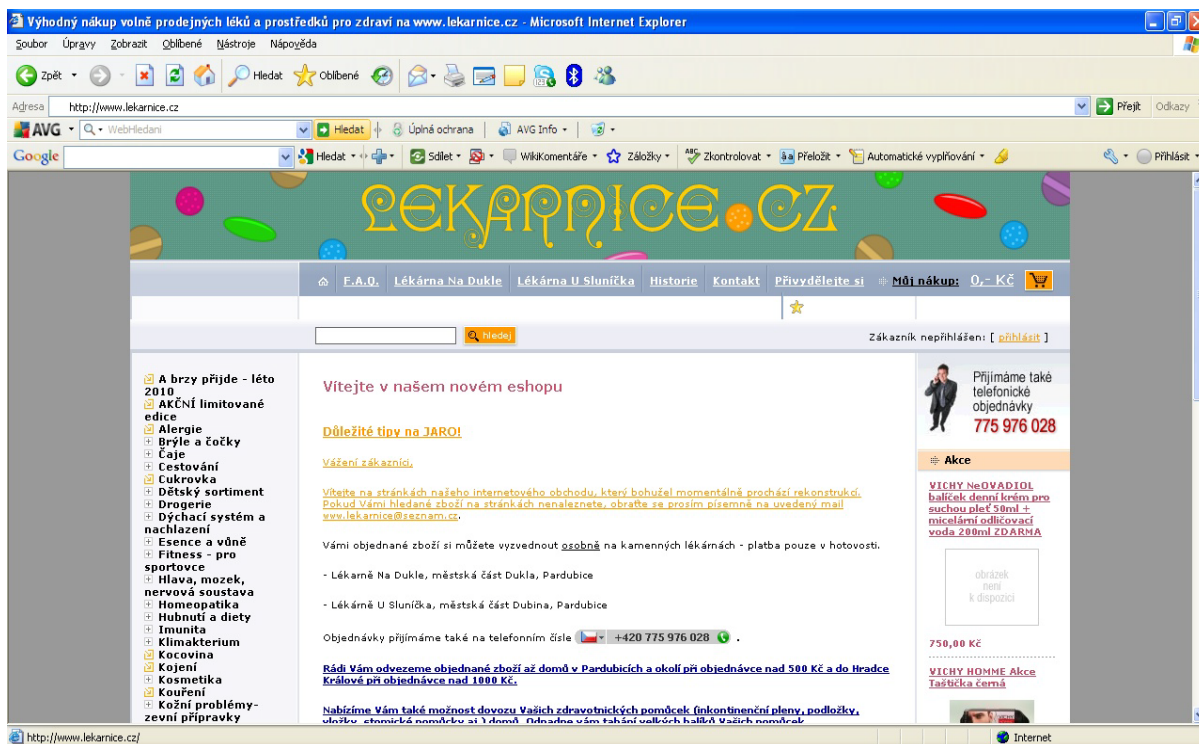 Výhodný nákup volně prodejných léků a prostředků pro zdraví na www.lekarnice.cz - Microsoft Internet Explorer
Soubor Úpravy Zobrazit Oblíbené Nástroje Nápověda
Zpět Hledat Oblíbené
Adresa http://www.lekarnice.cz Přejít Odkazy
AVG WebHledani Hledat Úplná ochrana AVG Info
Google Hledat Sdílet WikiKomentáře Záložky Zkontrolovat Přeložit Automatické vyplňování Přihlásit
LEKARNICE.CZ
F.A.Q. Lékárna Na Dukle Lékárna U Sluníčka Historie Kontakt Přivydělejte si Můj nákup: 0,- Kč
hledej Zákazník nepřihlášen: [ přihlásit ]
A brzy přijde - léto
2010
AKČNÍ limitované
edice
Alergie
Brýle a čočky
Čaje
Cestování
Cukrovka
Dětský sortiment
Drogerie
Dýchací systém a
nachlazení
Esence a vůně
Fitness - pro
sportovce
Hlava, mozek,
nervová soustava
Homeopatika
Hubnutí a diety
Imunita
Klimakterium
Kocovina
Kojení
Kosmetika
Kouření
Kožní problémy-
zevní přípravky
Vítejte v našem novém eshopu
Důležité tipy na JARO!
Vážení zákazníci,
Vítejte na stránkách našeho internetového obchodu, který bohužel momentálně prochází rekonstrukcí.
Pokud Vámi hledané zboží na stránkách nenaleznete, obraťte se prosím písemně na uvedený mail
www.lekarnice@seznam.cz.
Vámi objednané zboží si můžete vyzvednout osobně na kamenných lékárnách - platba pouze v hotovosti.
- Lékarně Na Dukle, městská část Dukla, Pardubice
- Lékárně U Sluníčka, městská část Dubina, Pardubice
Objednávky přijímáme také na telefonním čísle +420 775 976 028 .
Rádi Vám odvezeme objednané zboží až domů v Pardubicích a okolí při objednávce nad 500 Kč a do Hradce
Králové při objednávce nad 1000 Kč.
Nabízíme Vám také možnost dovozu Vašich zdravotnických pomůcek (inkontinenční pleny, podložky,
vložky, stomické pomůcky aj.) domů. Odpadne vám tahání velkých balíků Vašich pomůcek
Přijímáme také
telefonické
objednávky
775 976 028
Akce
VICHY NeOVADIOL
balíček denní krém pro
suchou pleť 50ml +
micelární odličovací
voda 200ml ZDARMA
obrázek
není
k dispozici
750,00 Kč
VICHY HOMME Akce
Taštička černá
http://www.lekarnice.cz/ Internet